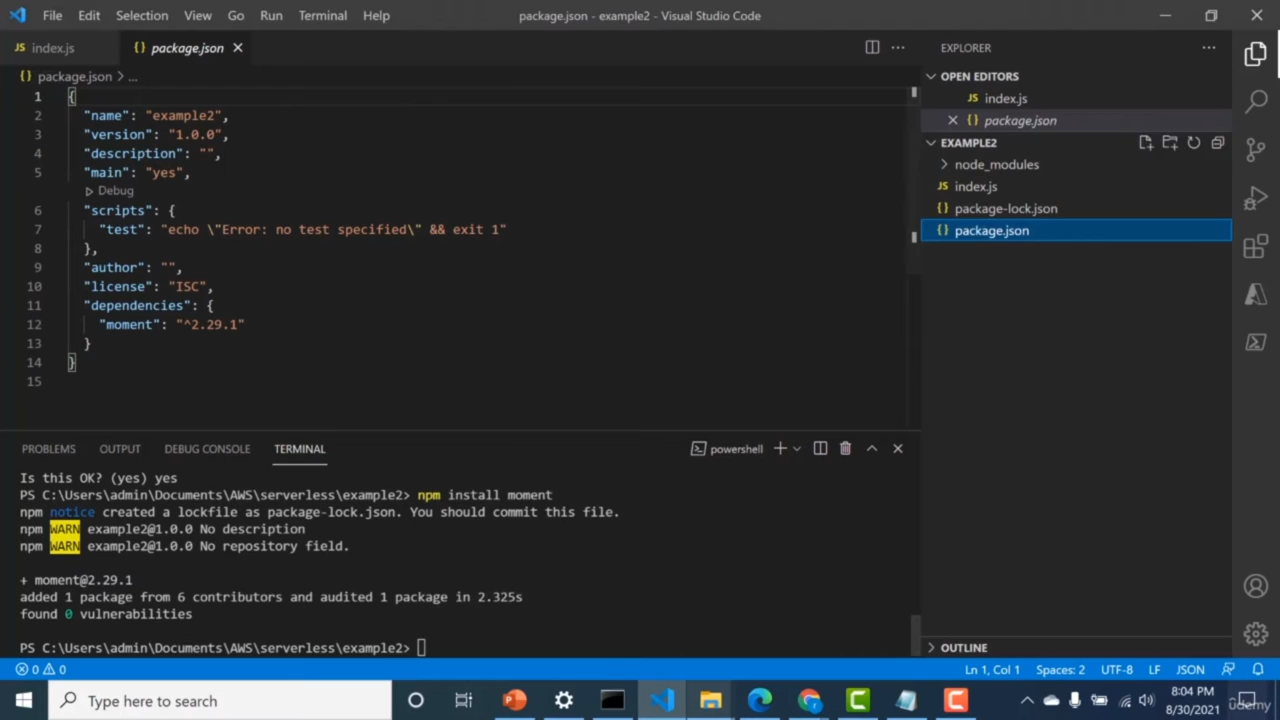 File Edit Selection View Go Run Terminal Help package.json - example2 - Visual Studio Code
JS index.js {} package.json
{} package.json > ...
1 {
2 "name": "example2",
3 "version": "1.0.0",
4 "description": "",
5 "main": "yes",
Debug
6 "scripts": {
7 "test": "echo \"Error: no test specified\" && exit 1"
8 },
9 "author": "",
10 "license": "ISC",
11 "dependencies": {
12 "moment": "^2.29.1"
13 }
14 }
15
EXPLORER
OPEN EDITORS
JS index.js
{} package.json
EXAMPLE2
node_modules
JS index.js
{} package-lock.json
{} package.json
OUTLINE
PROBLEMS OUTPUT DEBUG CONSOLE TERMINAL powershell
Is this OK? (yes) yes
PS C:\Users\admin\Documents\AWS\serverless\example2> npm install moment
npm notice created a lockfile as package-lock.json. You should commit this file.
npm WARN example2@1.0.0 No description
npm WARN example2@1.0.0 No repository field.
+ moment@2.29.1
added 1 package from 6 contributors and audited 1 package in 2.325s
found 0 vulnerabilities
PS C:\Users\admin\Documents\AWS\serverless\example2>
0 0 Ln 1, Col 1 Spaces: 2 UTF-8 LF JSON
Type here to search
8:04 PM
8/30/2021
udemy